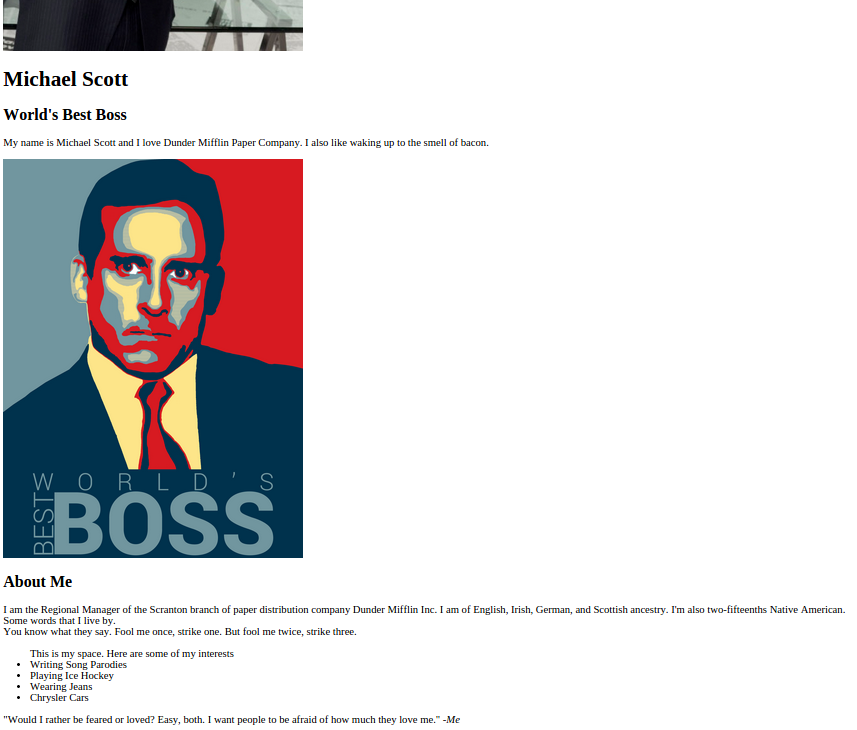 Michael Scott
World's Best Boss
My name is Michael Scott and I love Dunder Mifflin Paper Company. I also like waking up to the smell of bacon.
WORLD'S
BEST BOSS
About Me
I am the Regional Manager of the Scranton branch of paper distribution company Dunder Mifflin Inc. I am of English, Irish, German, and Scottish ancestry. I'm also two-fifteenths Native American.
Some words that I live by.
You know what they say. Fool me once, strike one. But fool me twice, strike three.
This is my space. Here are some of my interests
• Writing Song Parodies
• Playing Ice Hockey
• Wearing Jeans
• Chrysler Cars
"Would I rather be feared or loved? Easy, both. I want people to be afraid of how much they love me." -Me